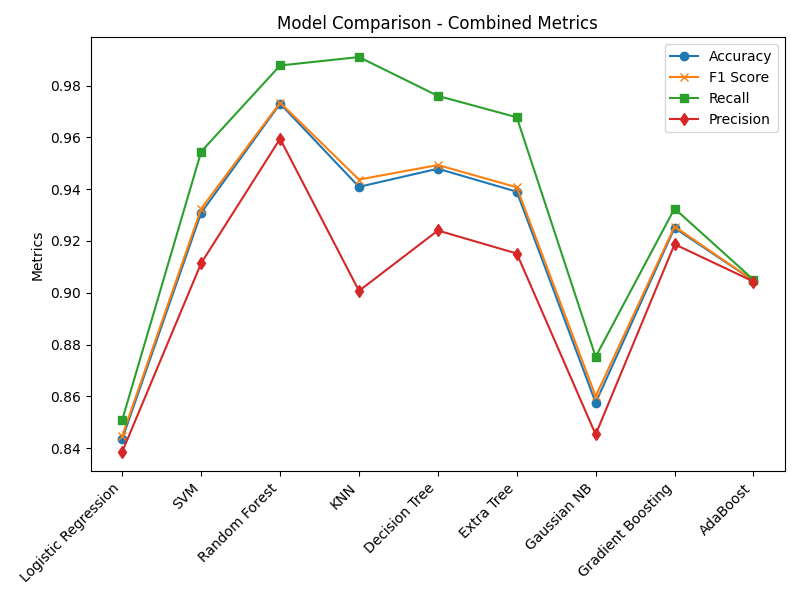 Model Comparison - Combined Metrics
Accuracy
F1 Score
Recall
Precision
Metrics
0.98
0.96
0.94
0.92
0.90
0.88
0.86
0.84
Logistic Regression
SVM
Random Forest
KNN
Decision Tree
Extra Tree
Gaussian NB
Gradient Boosting
AdaBoost